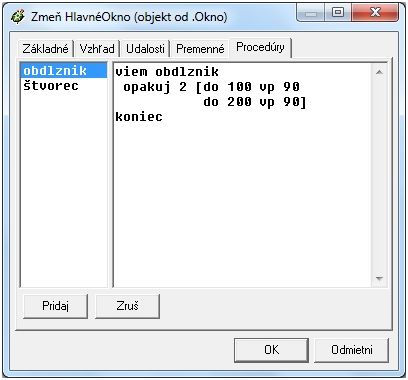 Zmeň HlavnéOkno (objekt od .Okno)
Základné Vzhľad Udalosti Premenné Procedúry
obdlznik
štvorec
viem obdlznik
opakuj 2 [do 100 vp 90
do 200 vp 90]
koniec
Pridaj Zruš
OK Odmietni